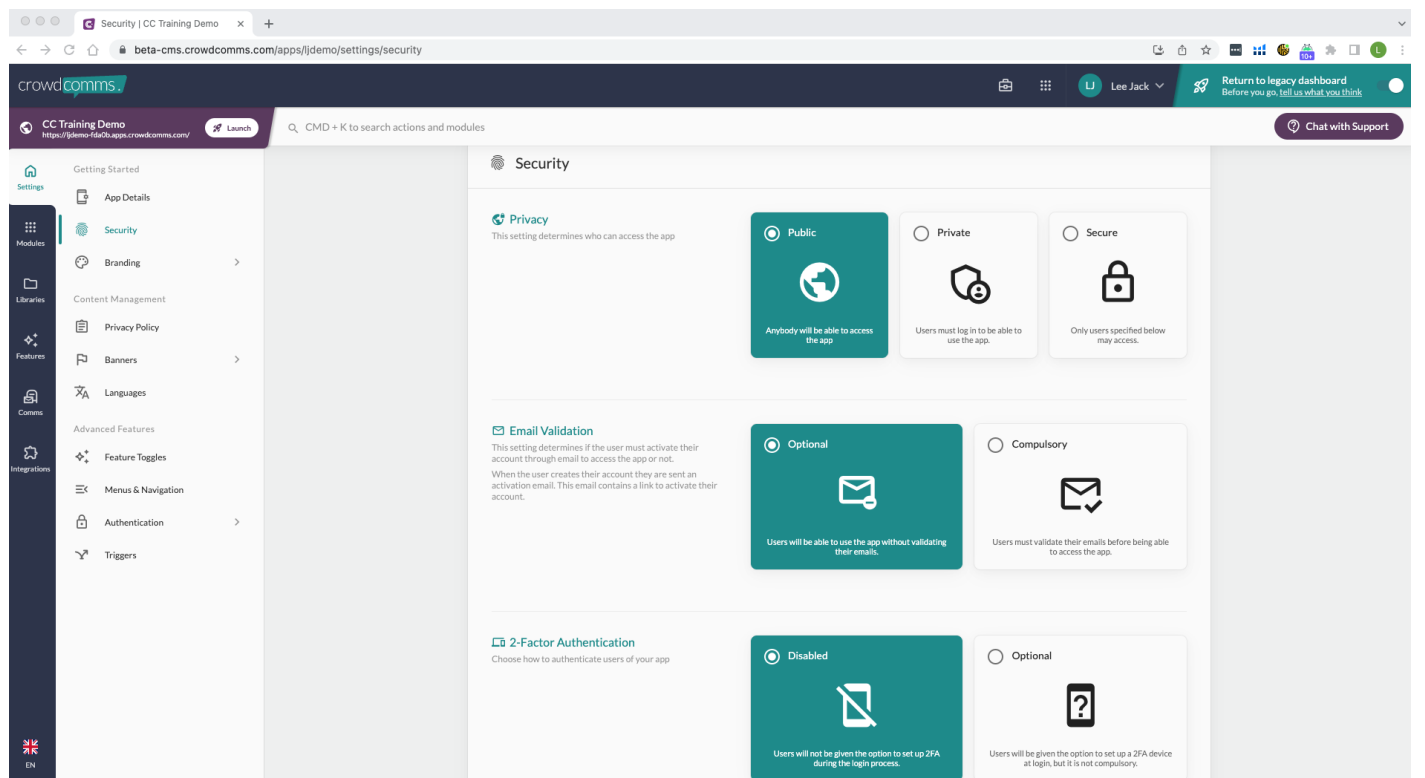 Security | CC Training Demo
beta-cms.crowdcomms.com/apps/ljdemo/settings/security
10+
L
crowdcomms.
LJ
Lee Jack
Return to legacy dashboard
Before you go, tell us what you think
CC Training Demo
https://ljdemo-fda0b.apps.crowdcomms.com/
Launch
CMD + K to search actions and modules
Chat with Support
Settings
Modules
Libraries
Features
Comms
Integrations
EN
Getting Started
App Details
Security
Branding
Content Management
Privacy Policy
Banners
Languages
Advanced Features
Feature Toggles
Menus & Navigation
Authentication
Triggers
Security
Privacy
This setting determines who can access the app
Public
Anybody will be able to access
the app
Private
Users must log in to be able to
use the app.
Secure
Only users specified below
may access.
Email Validation
This setting determines if the user must activate their
account through email to access the app or not.
When the user creates their account they are sent an
activation email. This email contains a link to activate their
account.
Optional
Users will be able to use the app without validating
their emails.
Compulsory
Users must validate their emails before being able
to access the app.
2-Factor Authentication
Choose how to authenticate users of your app
Disabled
Users will not be given the option to set up 2FA
during the login process.
Optional
Users will be given the option to set up a 2FA device
at login, but it is not compulsory.